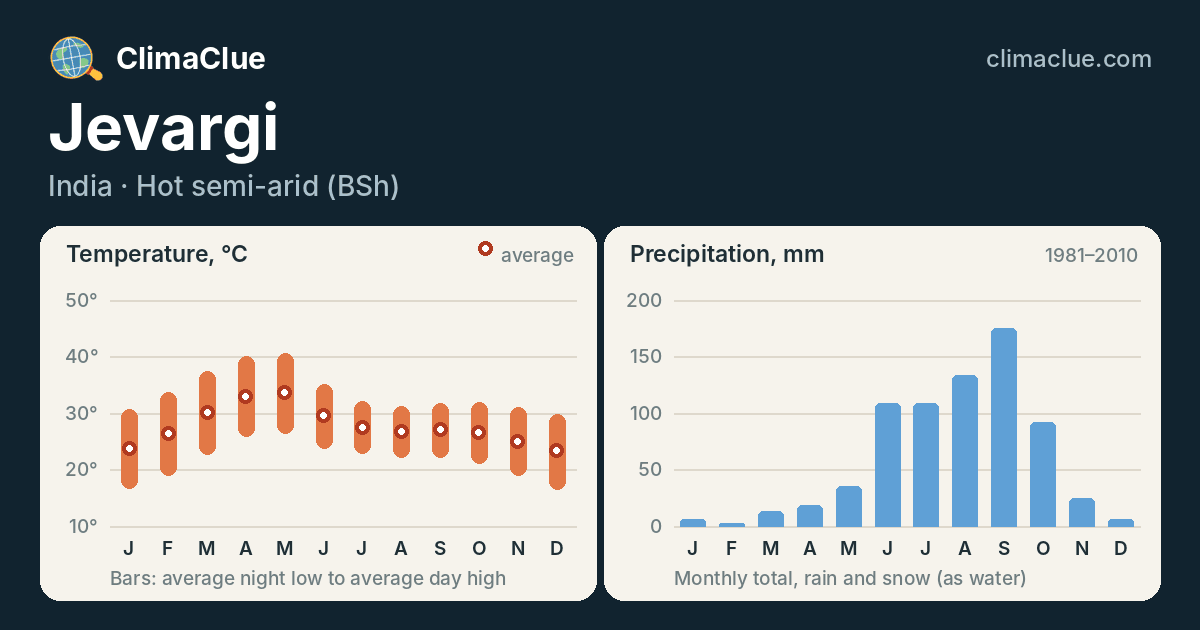 ClimaClue
climaclue.com
Jevargi
India · Hot semi-arid (BSh)
Temperature, °C
average
50°
40°
30°
20°
10°
J F M A M J J A S O N D
Bars: average night low to average day high
Precipitation, mm
1981–2010
200
150
100
50
0
J F M A M J J A S O N D
Monthly total, rain and snow (as water)